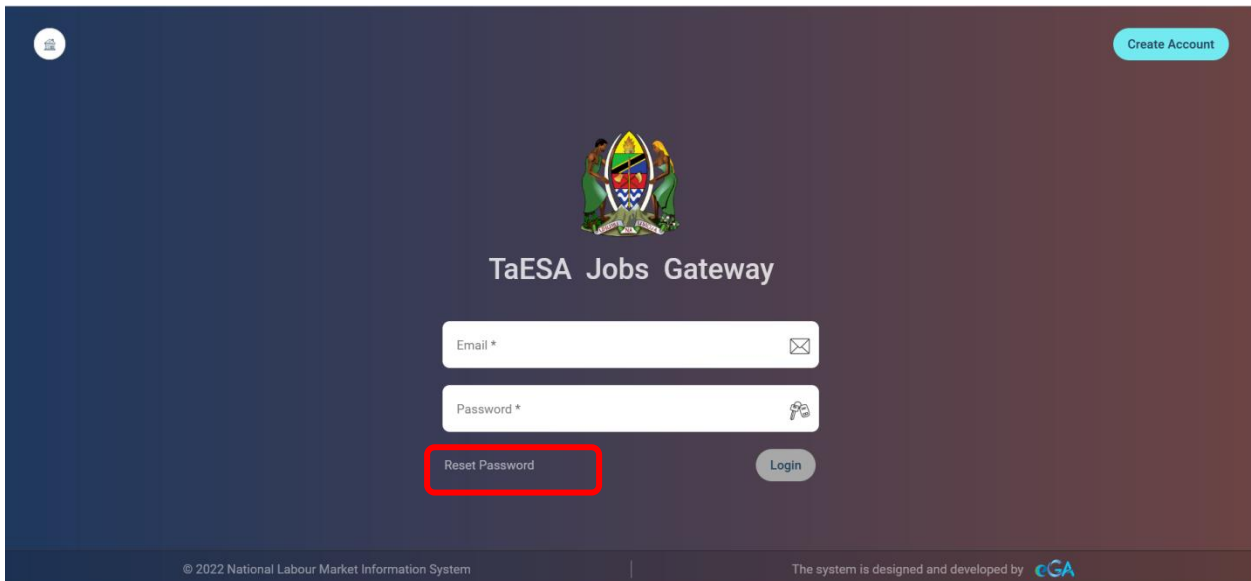 Create Account
TaESA Jobs Gateway
Email *
Password *
Reset Password
Login
© 2022 National Labour Market Information System
The system is designed and developed by eGA